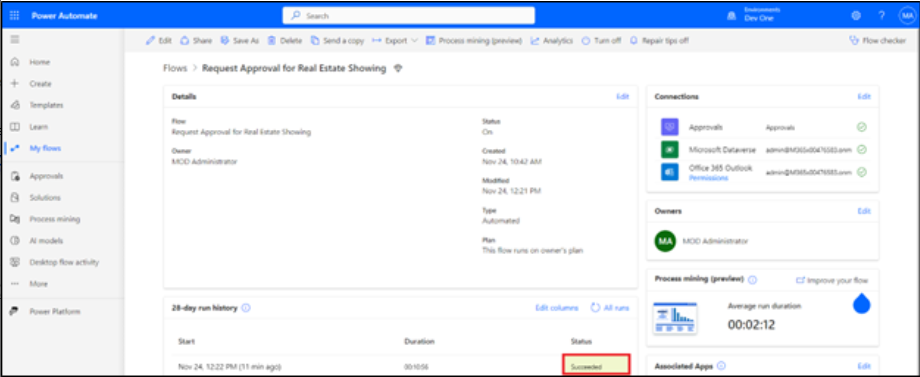 Power Automate
Search
Environments
Dev One
?
MA
Edit Share Save As Delete Send a copy Export Process mining (preview) Analytics Turn off Repair tips off Flow checker
Home
Create
Templates
Learn
My flows
Approvals
Solutions
Process mining
AI models
Desktop flow activity
More
Power Platform
Flows > Request Approval for Real Estate Showing
Details Edit
Flow
Request Approval for Real Estate Showing
Owner
MOD Administrator
Status
On
Created
Nov 24, 10:42 AM
Modified
Nov 24, 12:21 PM
Type
Automated
Plan
This flow runs on owner's plan
28-day run history Edit columns All runs
Start Duration Status
Nov 24, 12:22 PM (11 min ago) 00:10:56 Succeeded
Connections Edit
Approvals Approvals
Microsoft Dataverse admin@M365x00476583.onm
Office 365 Outlook admin@M365x00476583.onm
Permissions
Owners Edit
MA MOD Administrator
Process mining (preview) Improve your flow
Average run duration
00:02:12
Associated Apps Edit